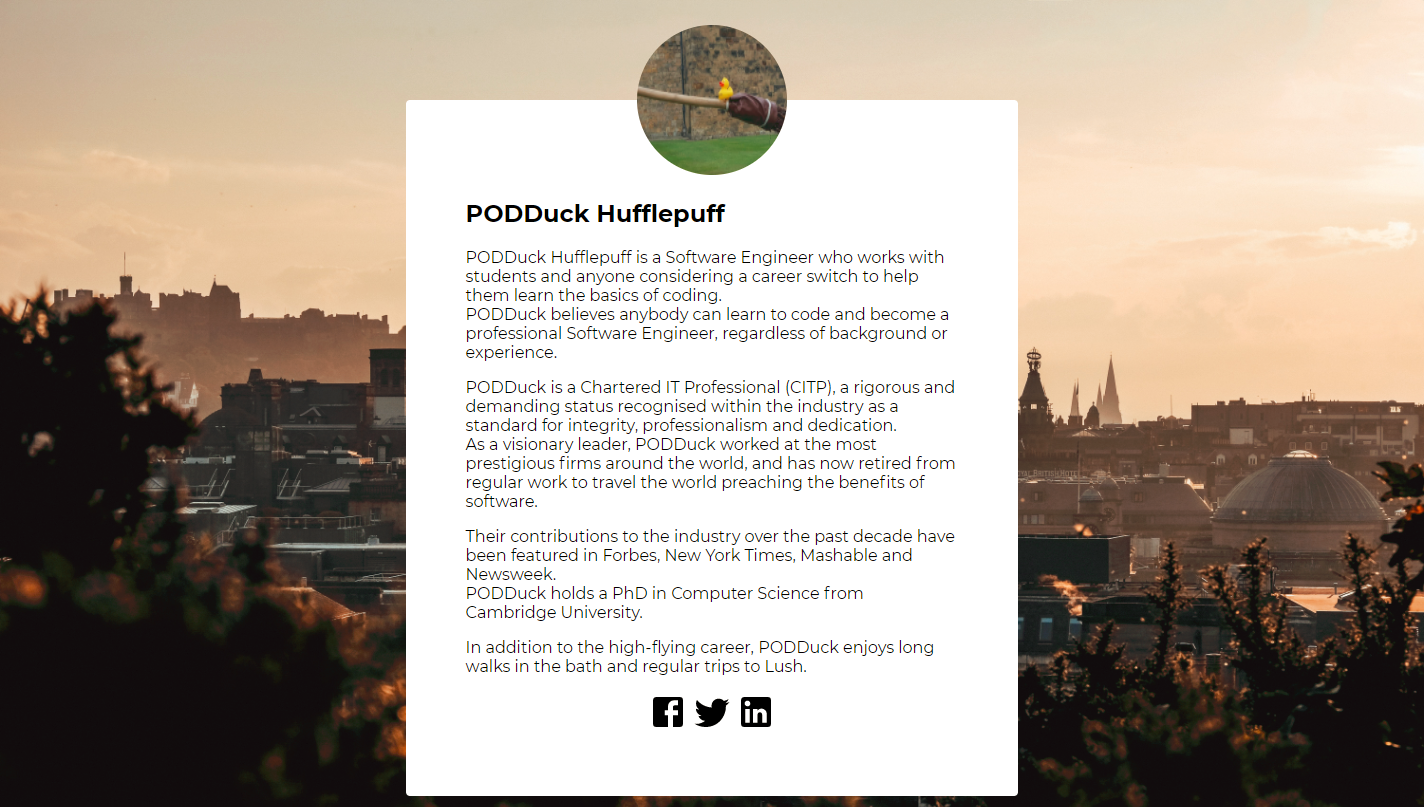 PODDuck Hufflepuff
PODDuck Hufflepuff is a Software Engineer who works with
students and anyone considering a career switch to help
them learn the basics of coding.
PODDuck believes anybody can learn to code and become a
professional Software Engineer, regardless of background or
experience.
PODDuck is a Chartered IT Professional (CITP), a rigorous and
demanding status recognised within the industry as a
standard for integrity, professionalism and dedication.
As a visionary leader, PODDuck worked at the most
prestigious firms around the world, and has now retired from
regular work to travel the world preaching the benefits of
software.
Their contributions to the industry over the past decade have
been featured in Forbes, New York Times, Mashable and
Newsweek.
PODDuck holds a PhD in Computer Science from
Cambridge University.
In addition to the high-flying career, PODDuck enjoys long
walks in the bath and regular trips to Lush.